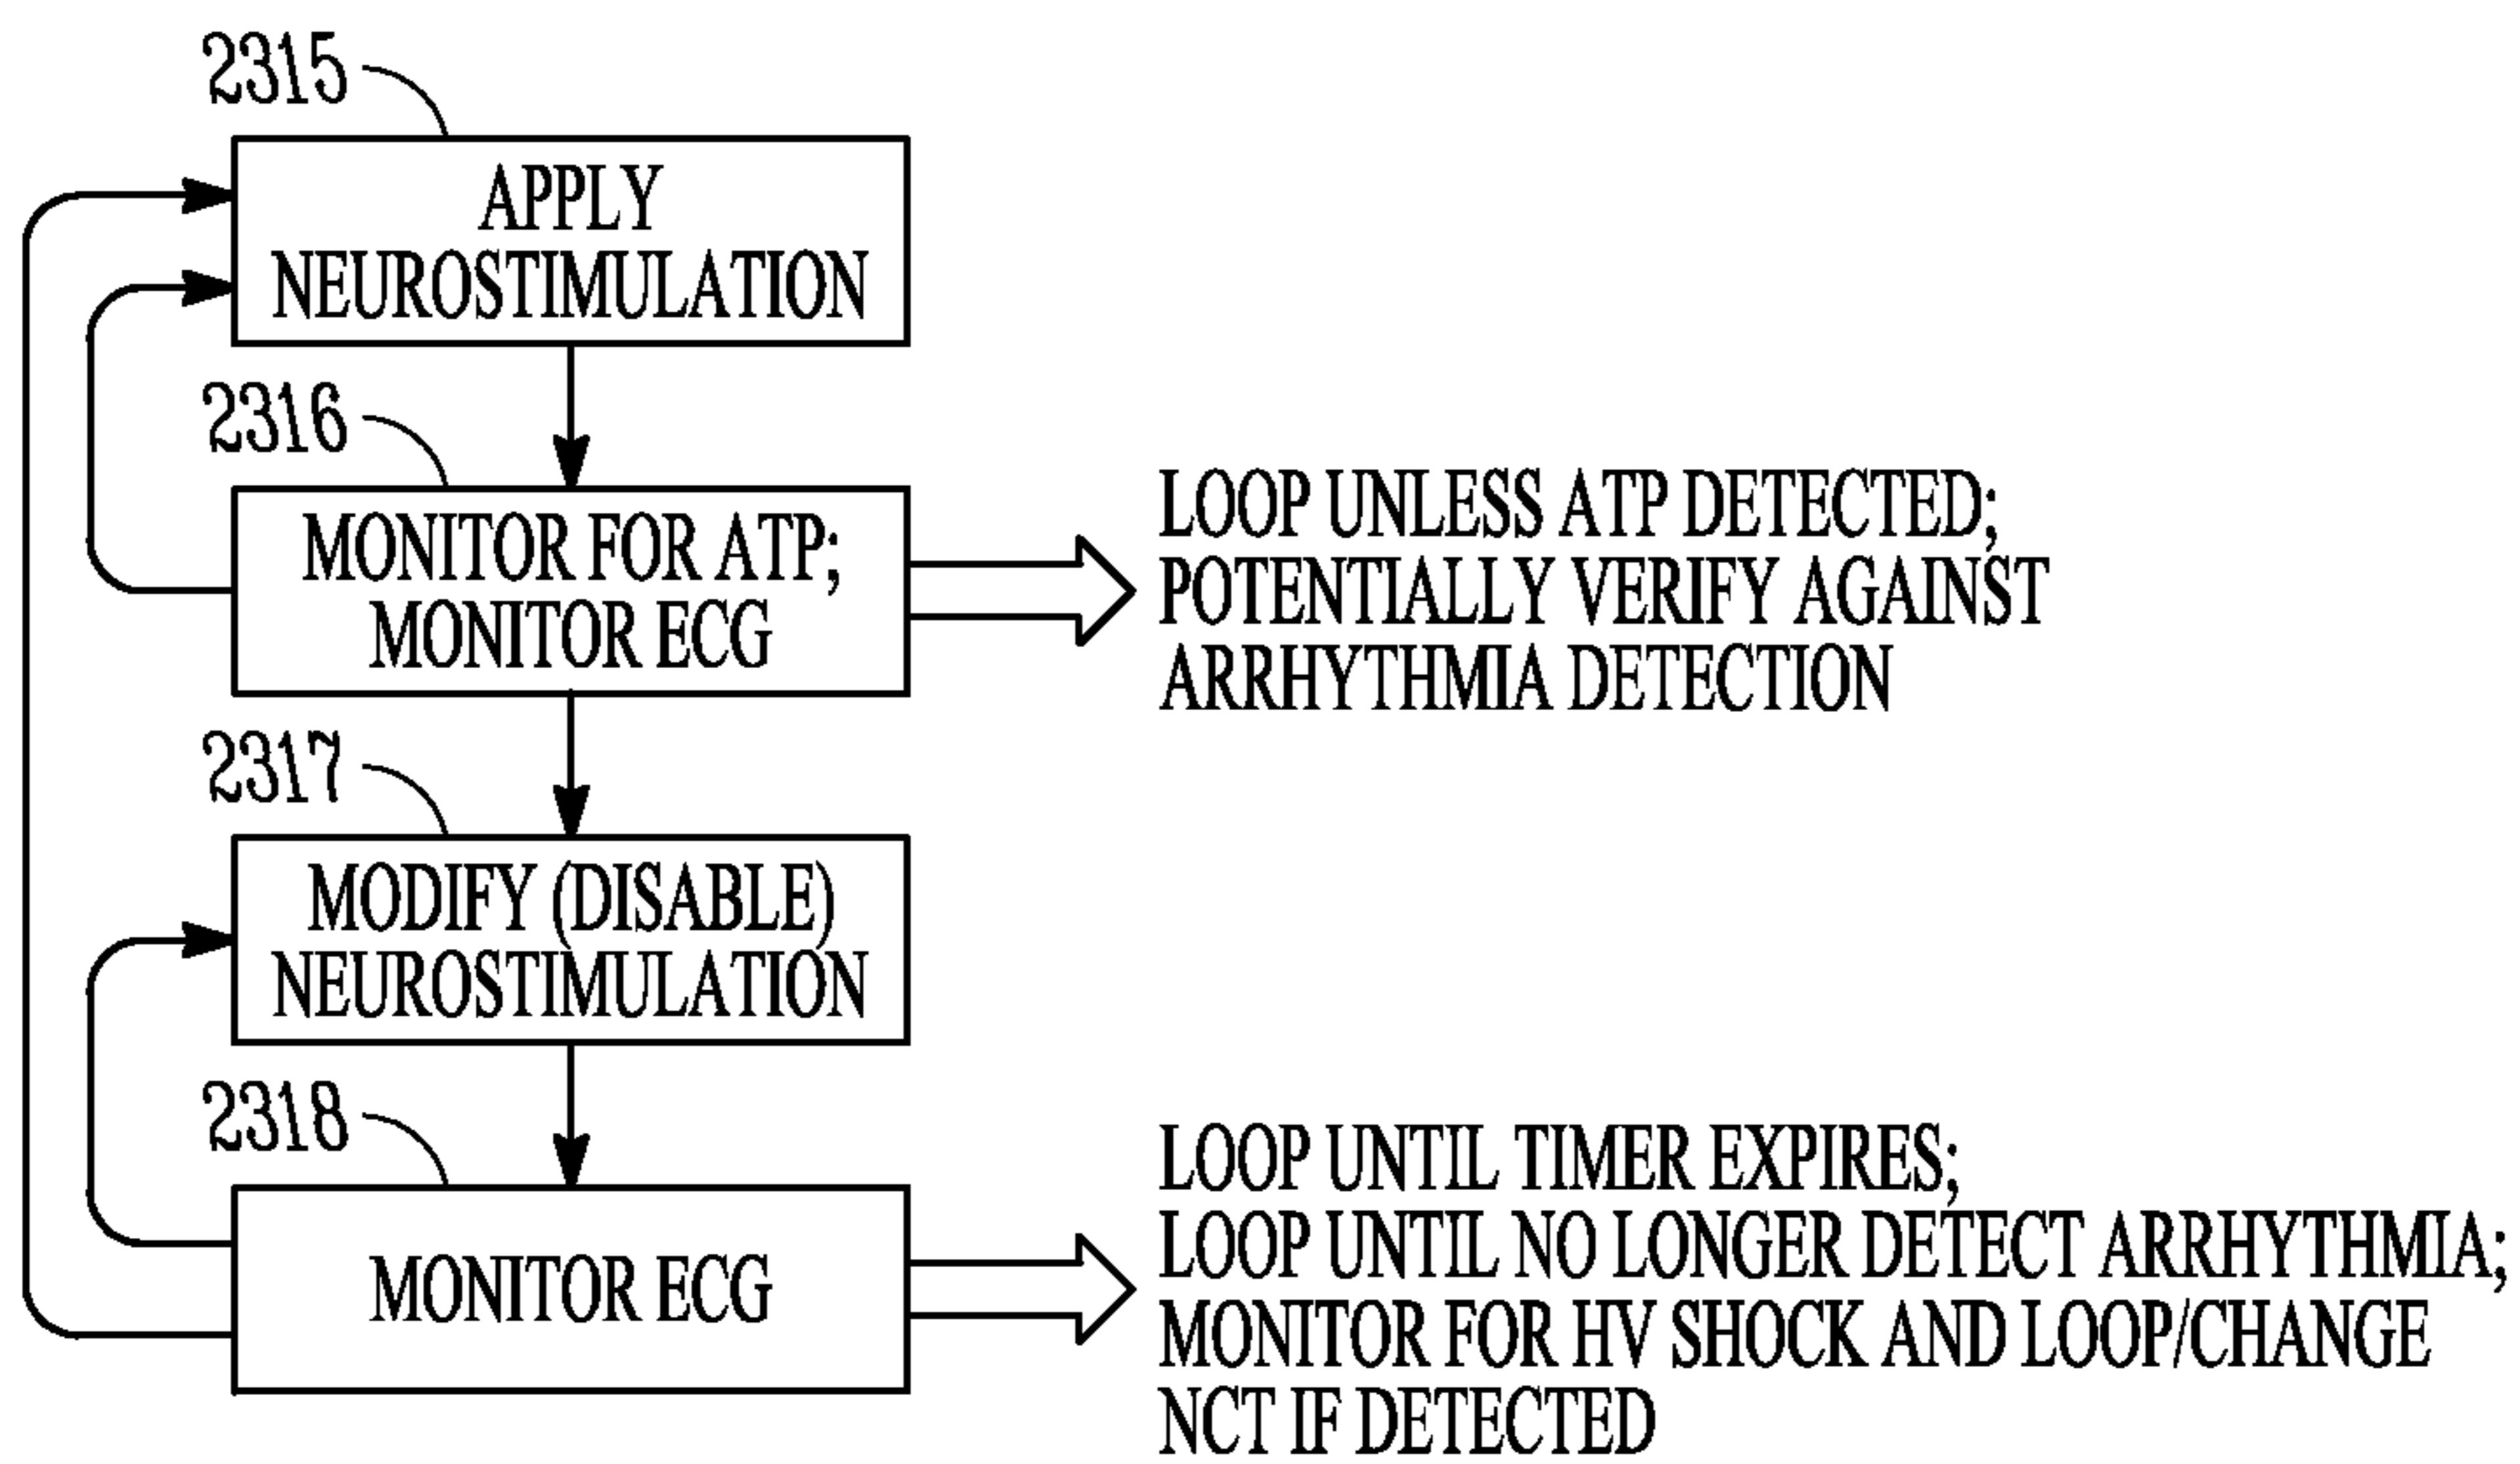 2315
APPLY
NEUROSTIMULATION
2316
MONITOR FOR ATP;
MONITOR ECG
LOOP UNLESS ATP DETECTED;
POTENTIALLY VERIFY AGAINST
ARRHYTHMIA DETECTION
2317
MODIFY (DISABLE)
NEUROSTIMULATION
2318
MONITOR ECG
LOOP UNTIL TIMER EXPIRES;
LOOP UNTIL NO LONGER DETECT ARRHYTHMIA;
MONITOR FOR HV SHOCK AND LOOP/CHANGE
NCT IF DETECTED